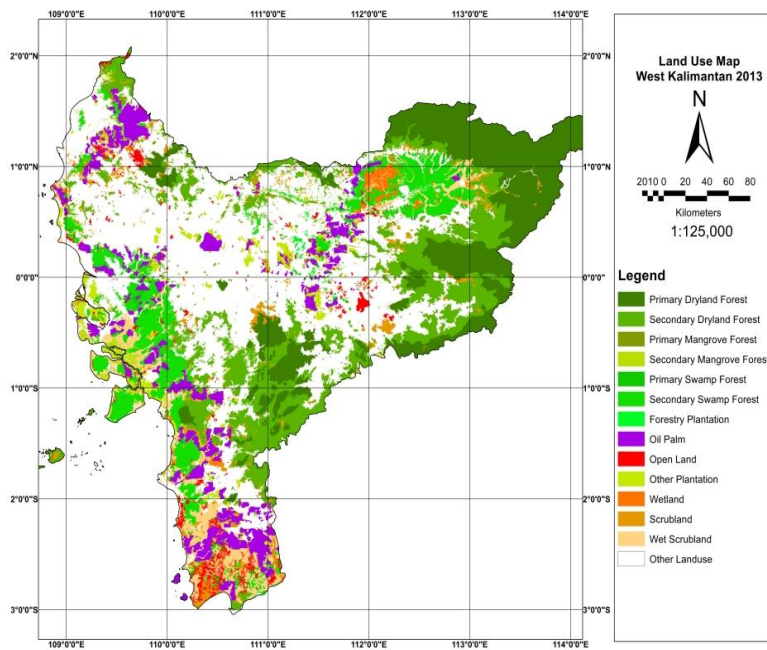 109°0'0"E 110°0'0"E 111°0'0"E 112°0'0"E 113°0'0"E 114°0'0"E
2°0'0"N
1°0'0"N
0°0'0"
1°0'0"S
2°0'0"S
3°0'0"S
2°0'0"N
1°0'0"N
0°0'0"
1°0'0"S
2°0'0"S
3°0'0"S
109°0'0"E 110°0'0"E 111°0'0"E 112°0'0"E 113°0'0"E 114°0'0"E
Land Use Map
West Kalimantan 2013
N
2010 0 20 40 60 80
Kilometers
1:125,000
Legend
Primary Dryland Forest
Secondary Dryland Forest
Primary Mangrove Forest
Secondary Mangrove Fores
Primary Swamp Forest
Secondary Swamp Forest
Forestry Plantation
Oil Palm
Open Land
Other Plantation
Wetland
Scrubland
Wet Scrubland
Other Landuse